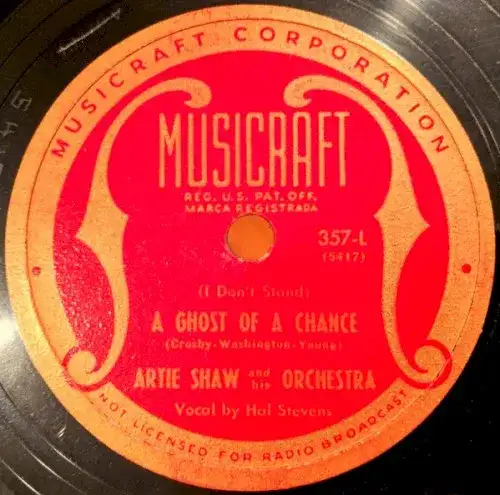 MUSICRAFT CORPORATION
MUSICRAFT
REG. U.S. PAT. OFF.
MARCA REGISTRADA
357-L
(5417)
(I Don't Stand)
A GHOST OF A CHANCE
(Crosby-Washington-Young)
ARTIE SHAW and his ORCHESTRA
Vocal by Hal Stevens
NOT LICENSED FOR RADIO BROADCAST